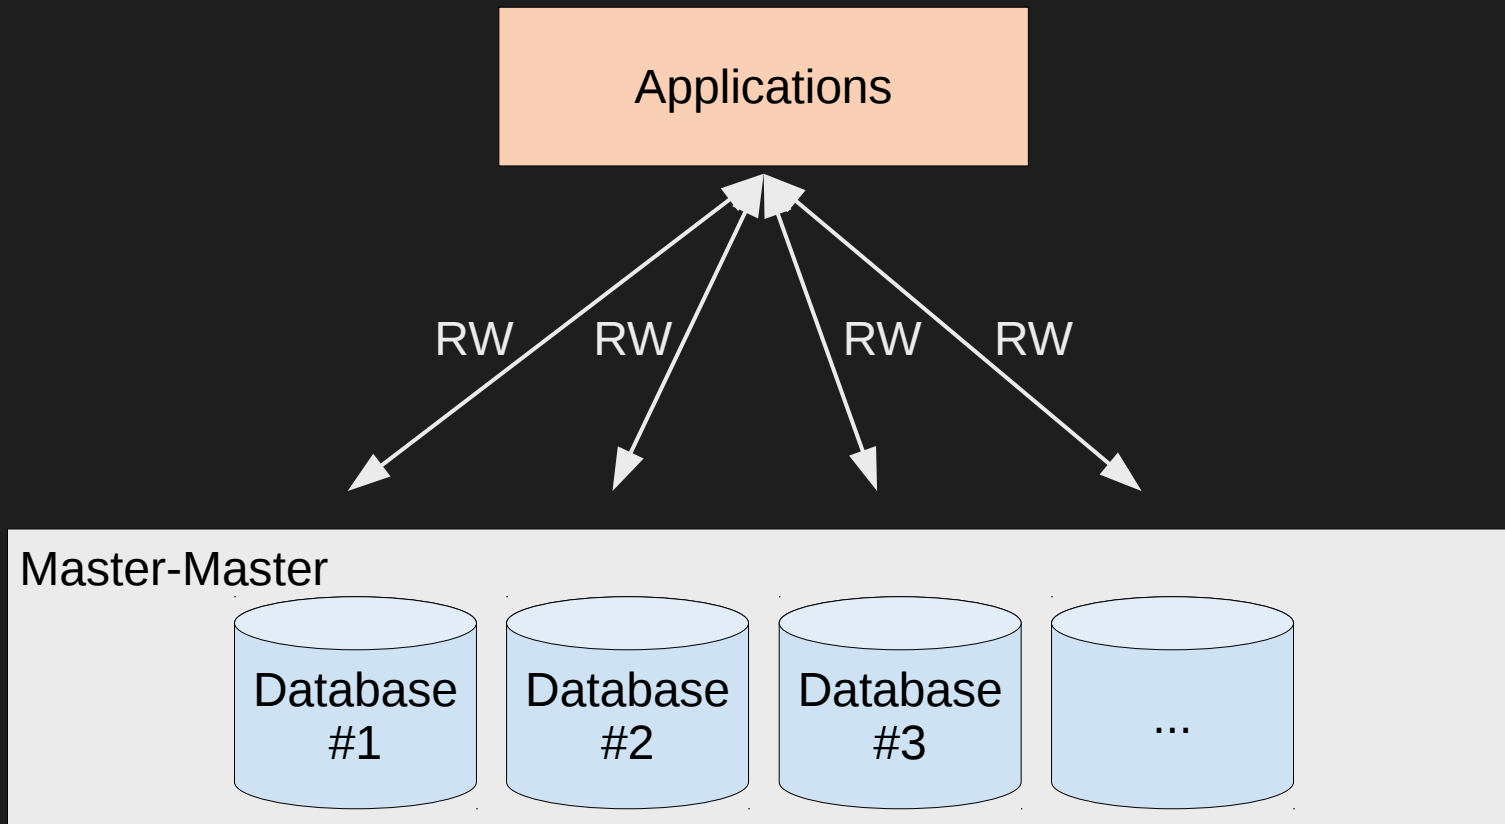 Applications
RW RW RW RW
Master-Master
Database Database Database
#1 #2 #3 ...